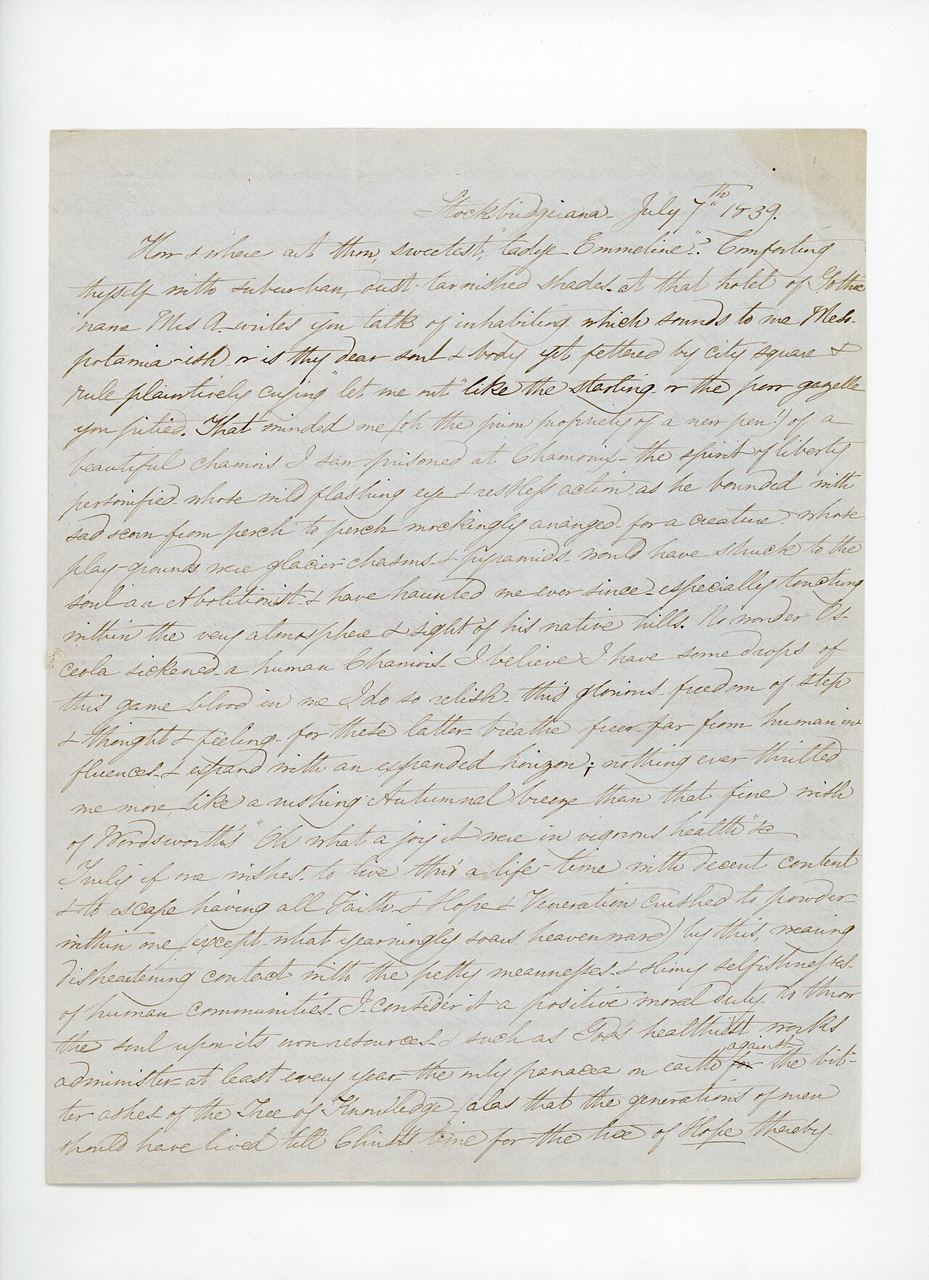 Stockbridgiana - July 7th 1839.
How & where art thou sweetest, "Ladye Emmeline"? Comforting
thyself with suburban, dust-tarnished shades - at that hotel of Gothic
name Mrs A - writes you talk of inhabiting which sounds to me Meso-
potamia-ish or is thy dear soul & body yet fettered by city square &
rule plaintively crying "let me out" like the starling or the poor gazelle
you pitied. That minded me (oh the prim propriety of a new pen!) of a
beautiful chamois I saw prisoned at Chamonix - the spirit of liberty
personified - whose wild flashing eye & restless action as he bounded with
sad scorn from perch to perch mockingly arranged - for a creature - whose
play-grounds were glacier chasms - & pyramids - would have struck to the
soul an Abolitionist - & have haunted me ever since - especially touching
within the very atmosphere & sight of his native hills. No wonder Os-
ceola sickened - a human Chamois - I believe I have some drops of
this game blood in me I do so relish - this glorious - freedom of step
& thought & feeling - for these latter breathe freer far from human in-
fluences - & expand with an expanded horizon; nothing ever thrilled
me more like a rushing Autumnal breeze than that fine wish
of Wordsworth's "Oh what a joy it were in vigorous health" &c
Truly if one wishes - to live thro' a life-time with decent content
& to escape having all Faith & Hope & Veneration crushed to powder
within one (except what yearningly soars heavenward) by this wearing
disheartening contact with the petty meannesses - & slimy selfishnesses -
of human communities. I consider it a positive moral duty to throw
the soul upon its own resources - & such as God's healthiest works
administer - at least every year - the only panacea on earth for against the bit-
ter ashes - of the Tree of Knowledge - alas that the generations of men
should have lived till Christ's time for the tree of Hope thereby.